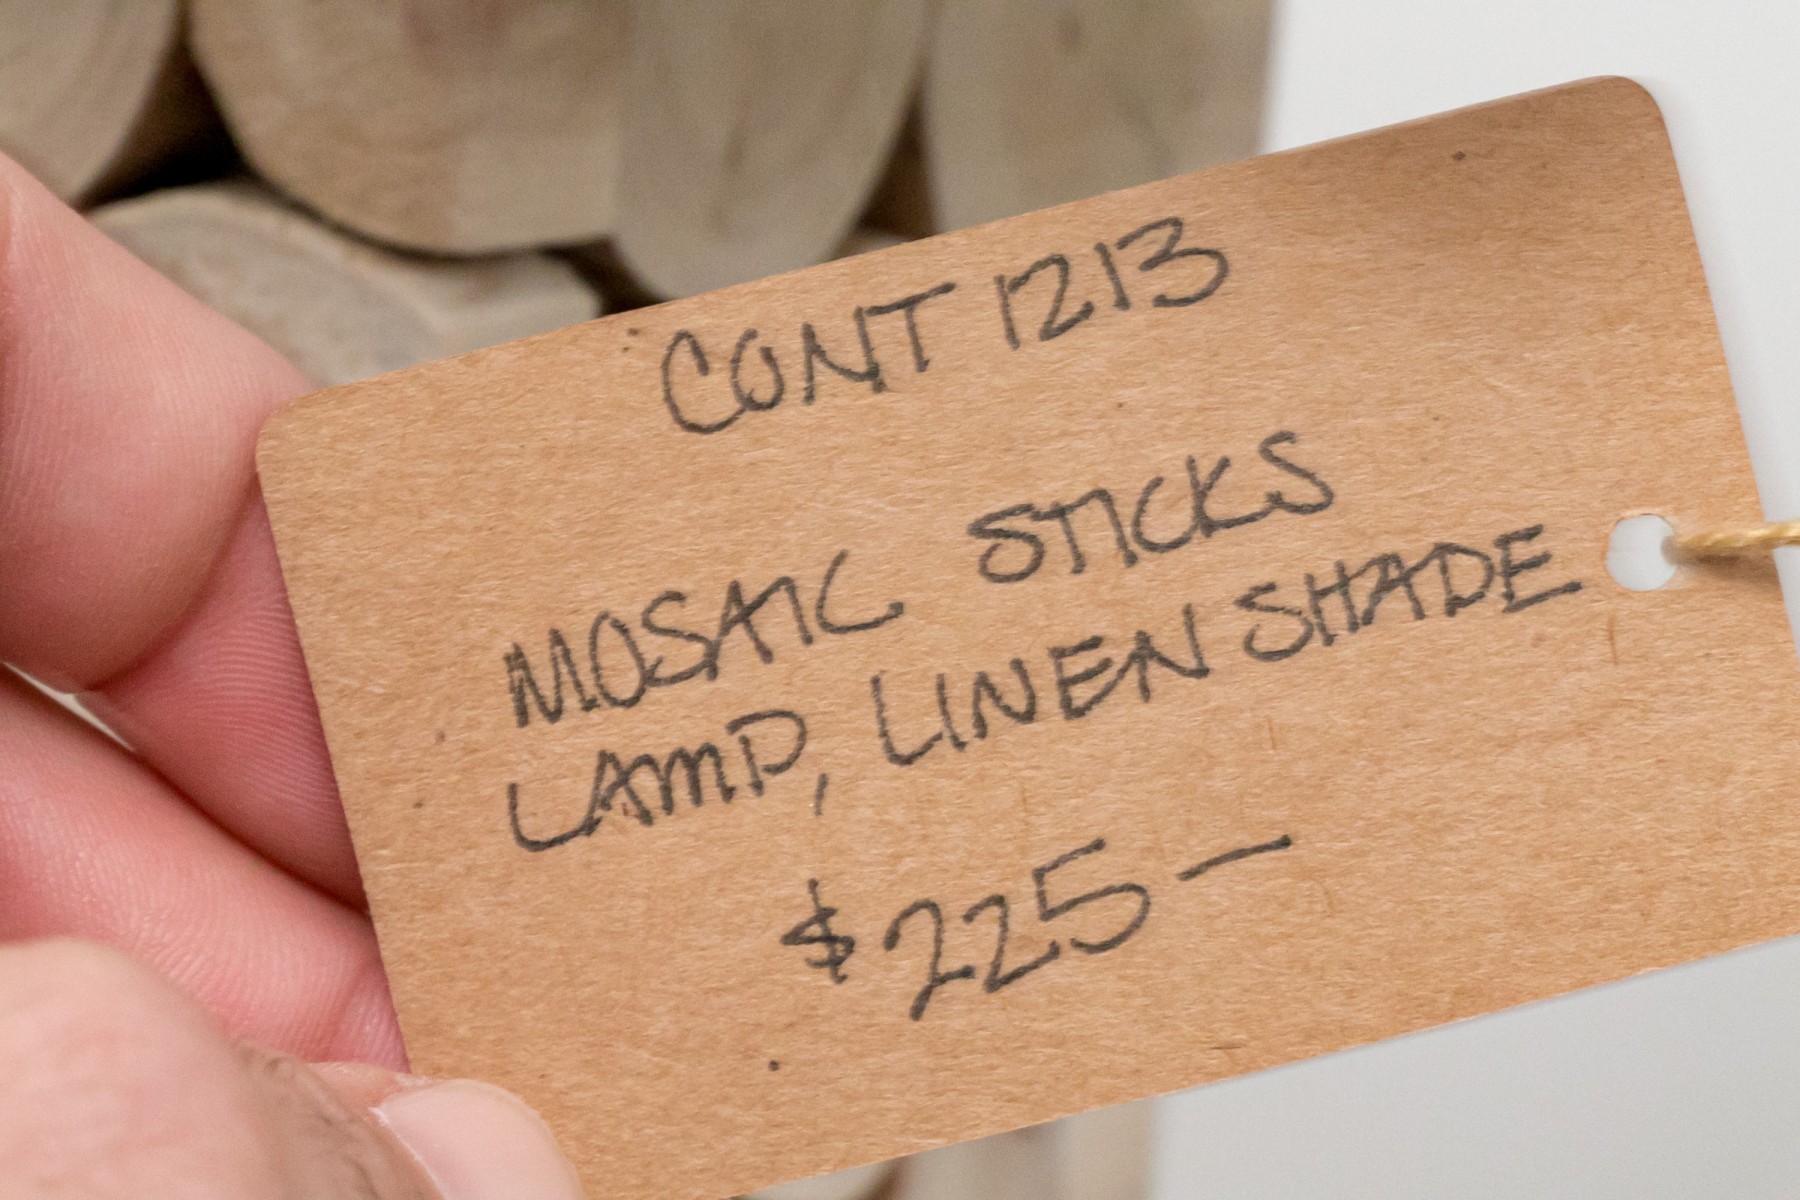 CONT 1213
MOSAIC STICKS
LAMP, LINEN SHADE
$225—